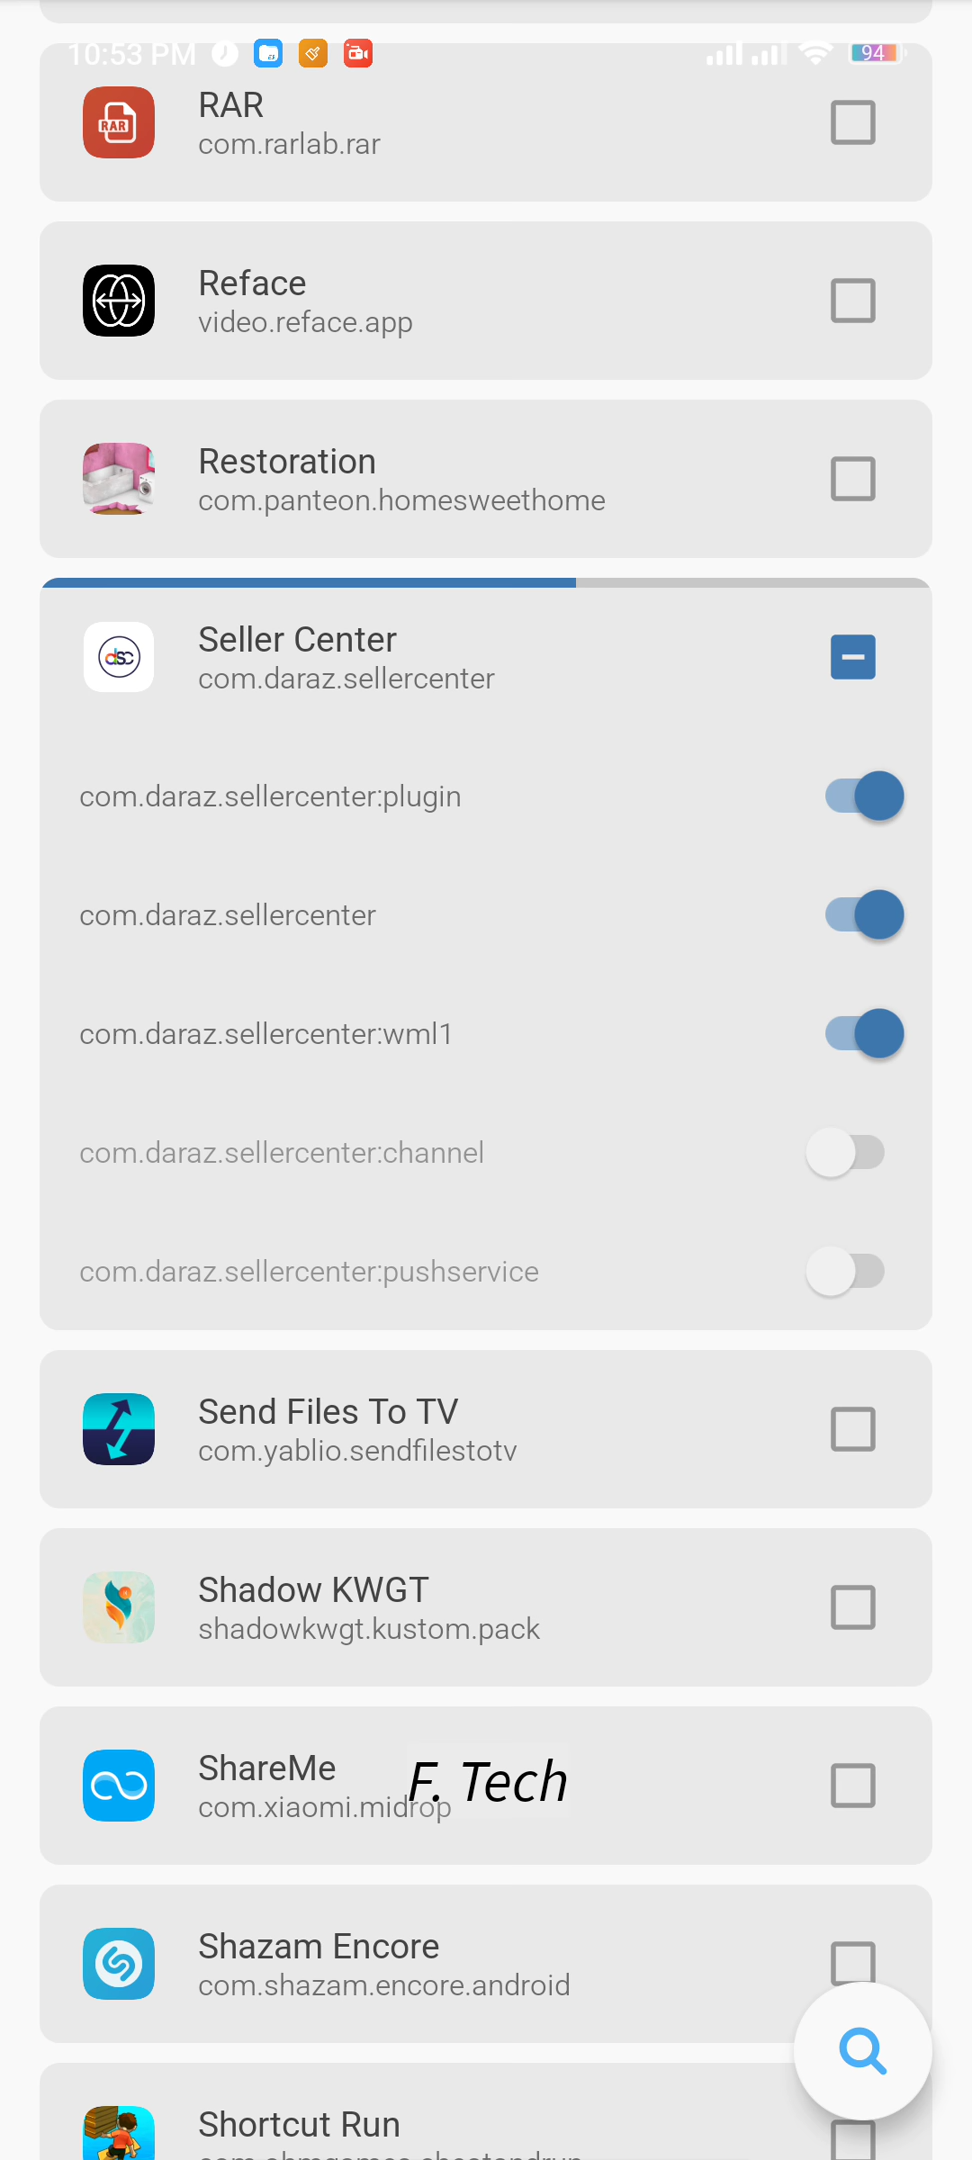 10:53 PM
94
RAR
RAR
com.rarlab.rar
Reface
video.reface.app
Restoration
com.panteon.homesweethome
dsc
Seller Center
com.daraz.sellercenter
com.daraz.sellercenter:plugin
com.daraz.sellercenter
com.daraz.sellercenter:wml1
com.daraz.sellercenter:channel
com.daraz.sellercenter:pushservice
Send Files To TV
com.yablio.sendfilestotv
Shadow KWGT
shadowkwgt.kustom.pack
ShareMe
F. Tech
com.xiaomi.midrop
Shazam Encore
com.shazam.encore.android
Shortcut Run